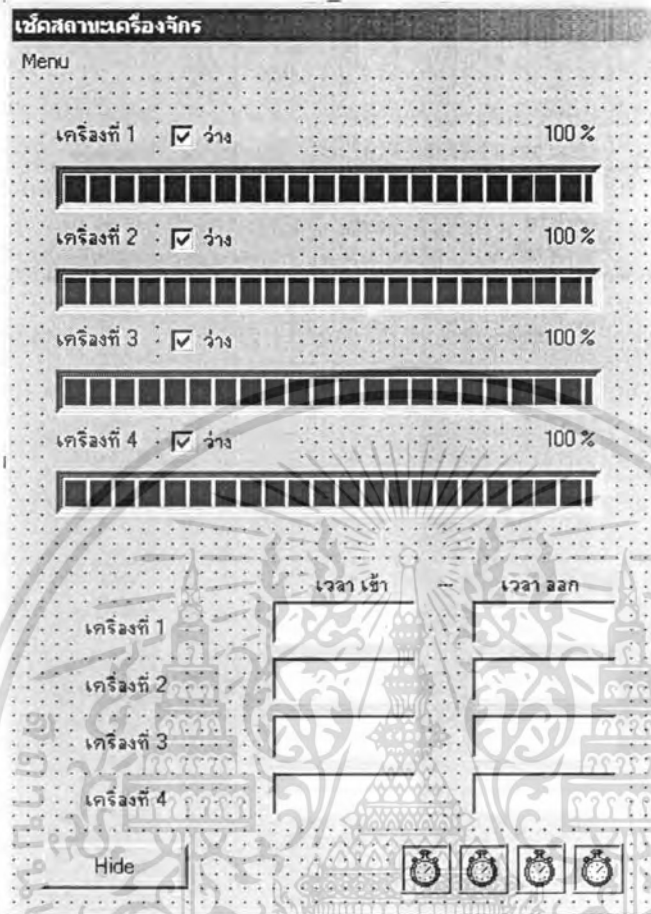 เช็คสถานะเครื่องจักร
Menu
เครื่องที่ 1 ว่าง 100 %
เครื่องที่ 2 ว่าง 100 %
เครื่องที่ 3 ว่าง 100 %
เครื่องที่ 4 ว่าง 100 %
เวลา เข้า -- เวลา ออก
เครื่องที่ 1
เครื่องที่ 2
เครื่องที่ 3
เครื่องที่ 4
Hide